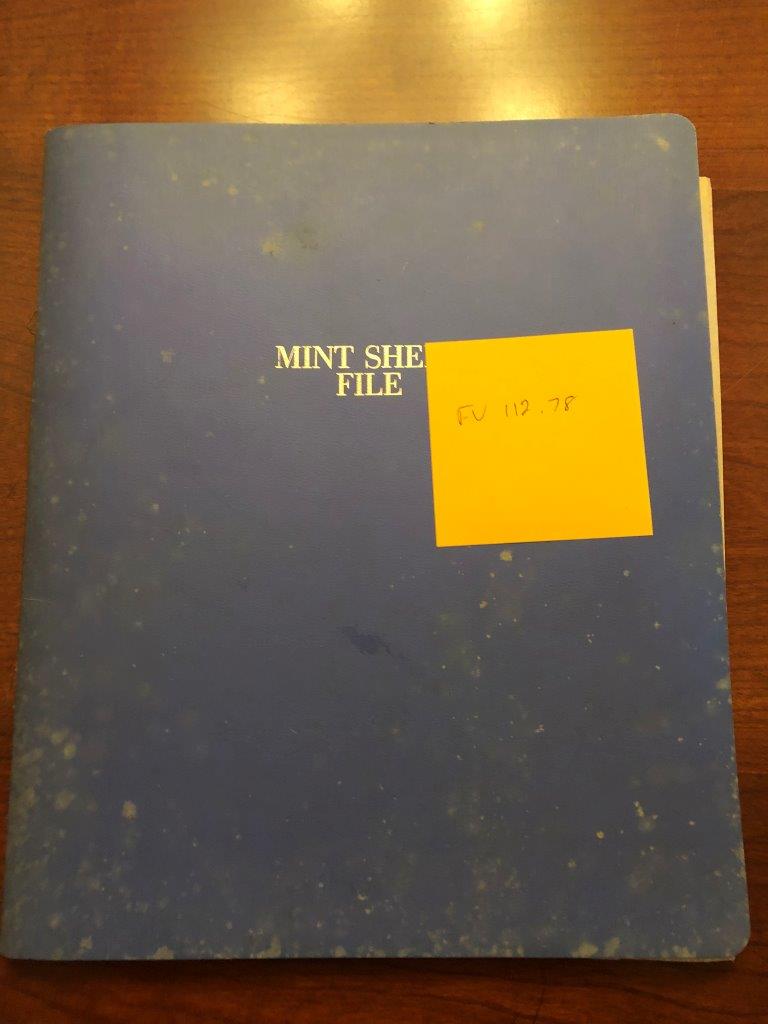 MINT SHE
FILE
FV 112.78